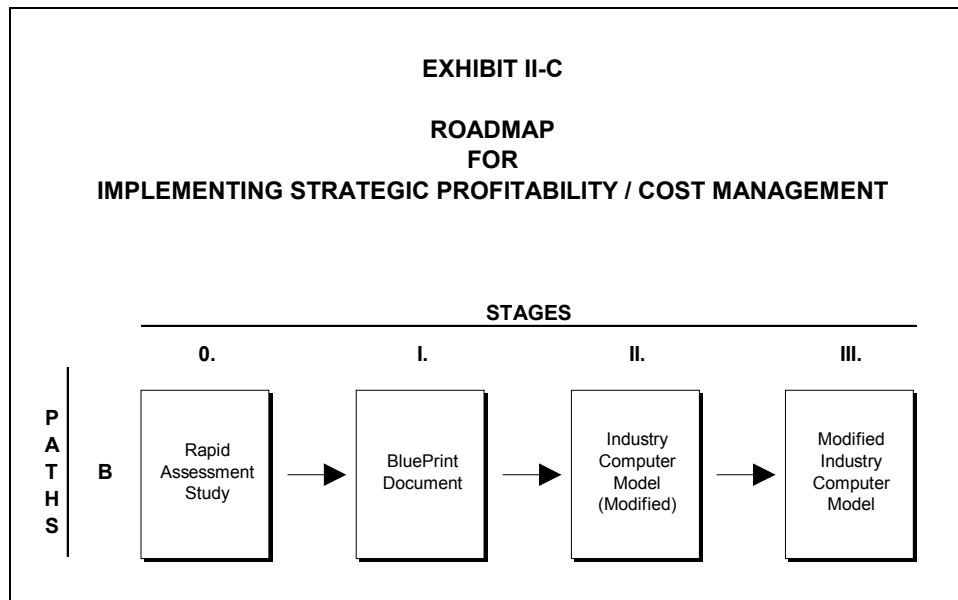 EXHIBIT II-C
ROADMAP
FOR
IMPLEMENTING STRATEGIC PROFITABILITY / COST MANAGEMENT
STAGES
0. I. II. III.
PATHS
B
Rapid
Assessment
Study
BluePrint
Document
Industry
Computer
Model
(Modified)
Modified
Industry
Computer
Model